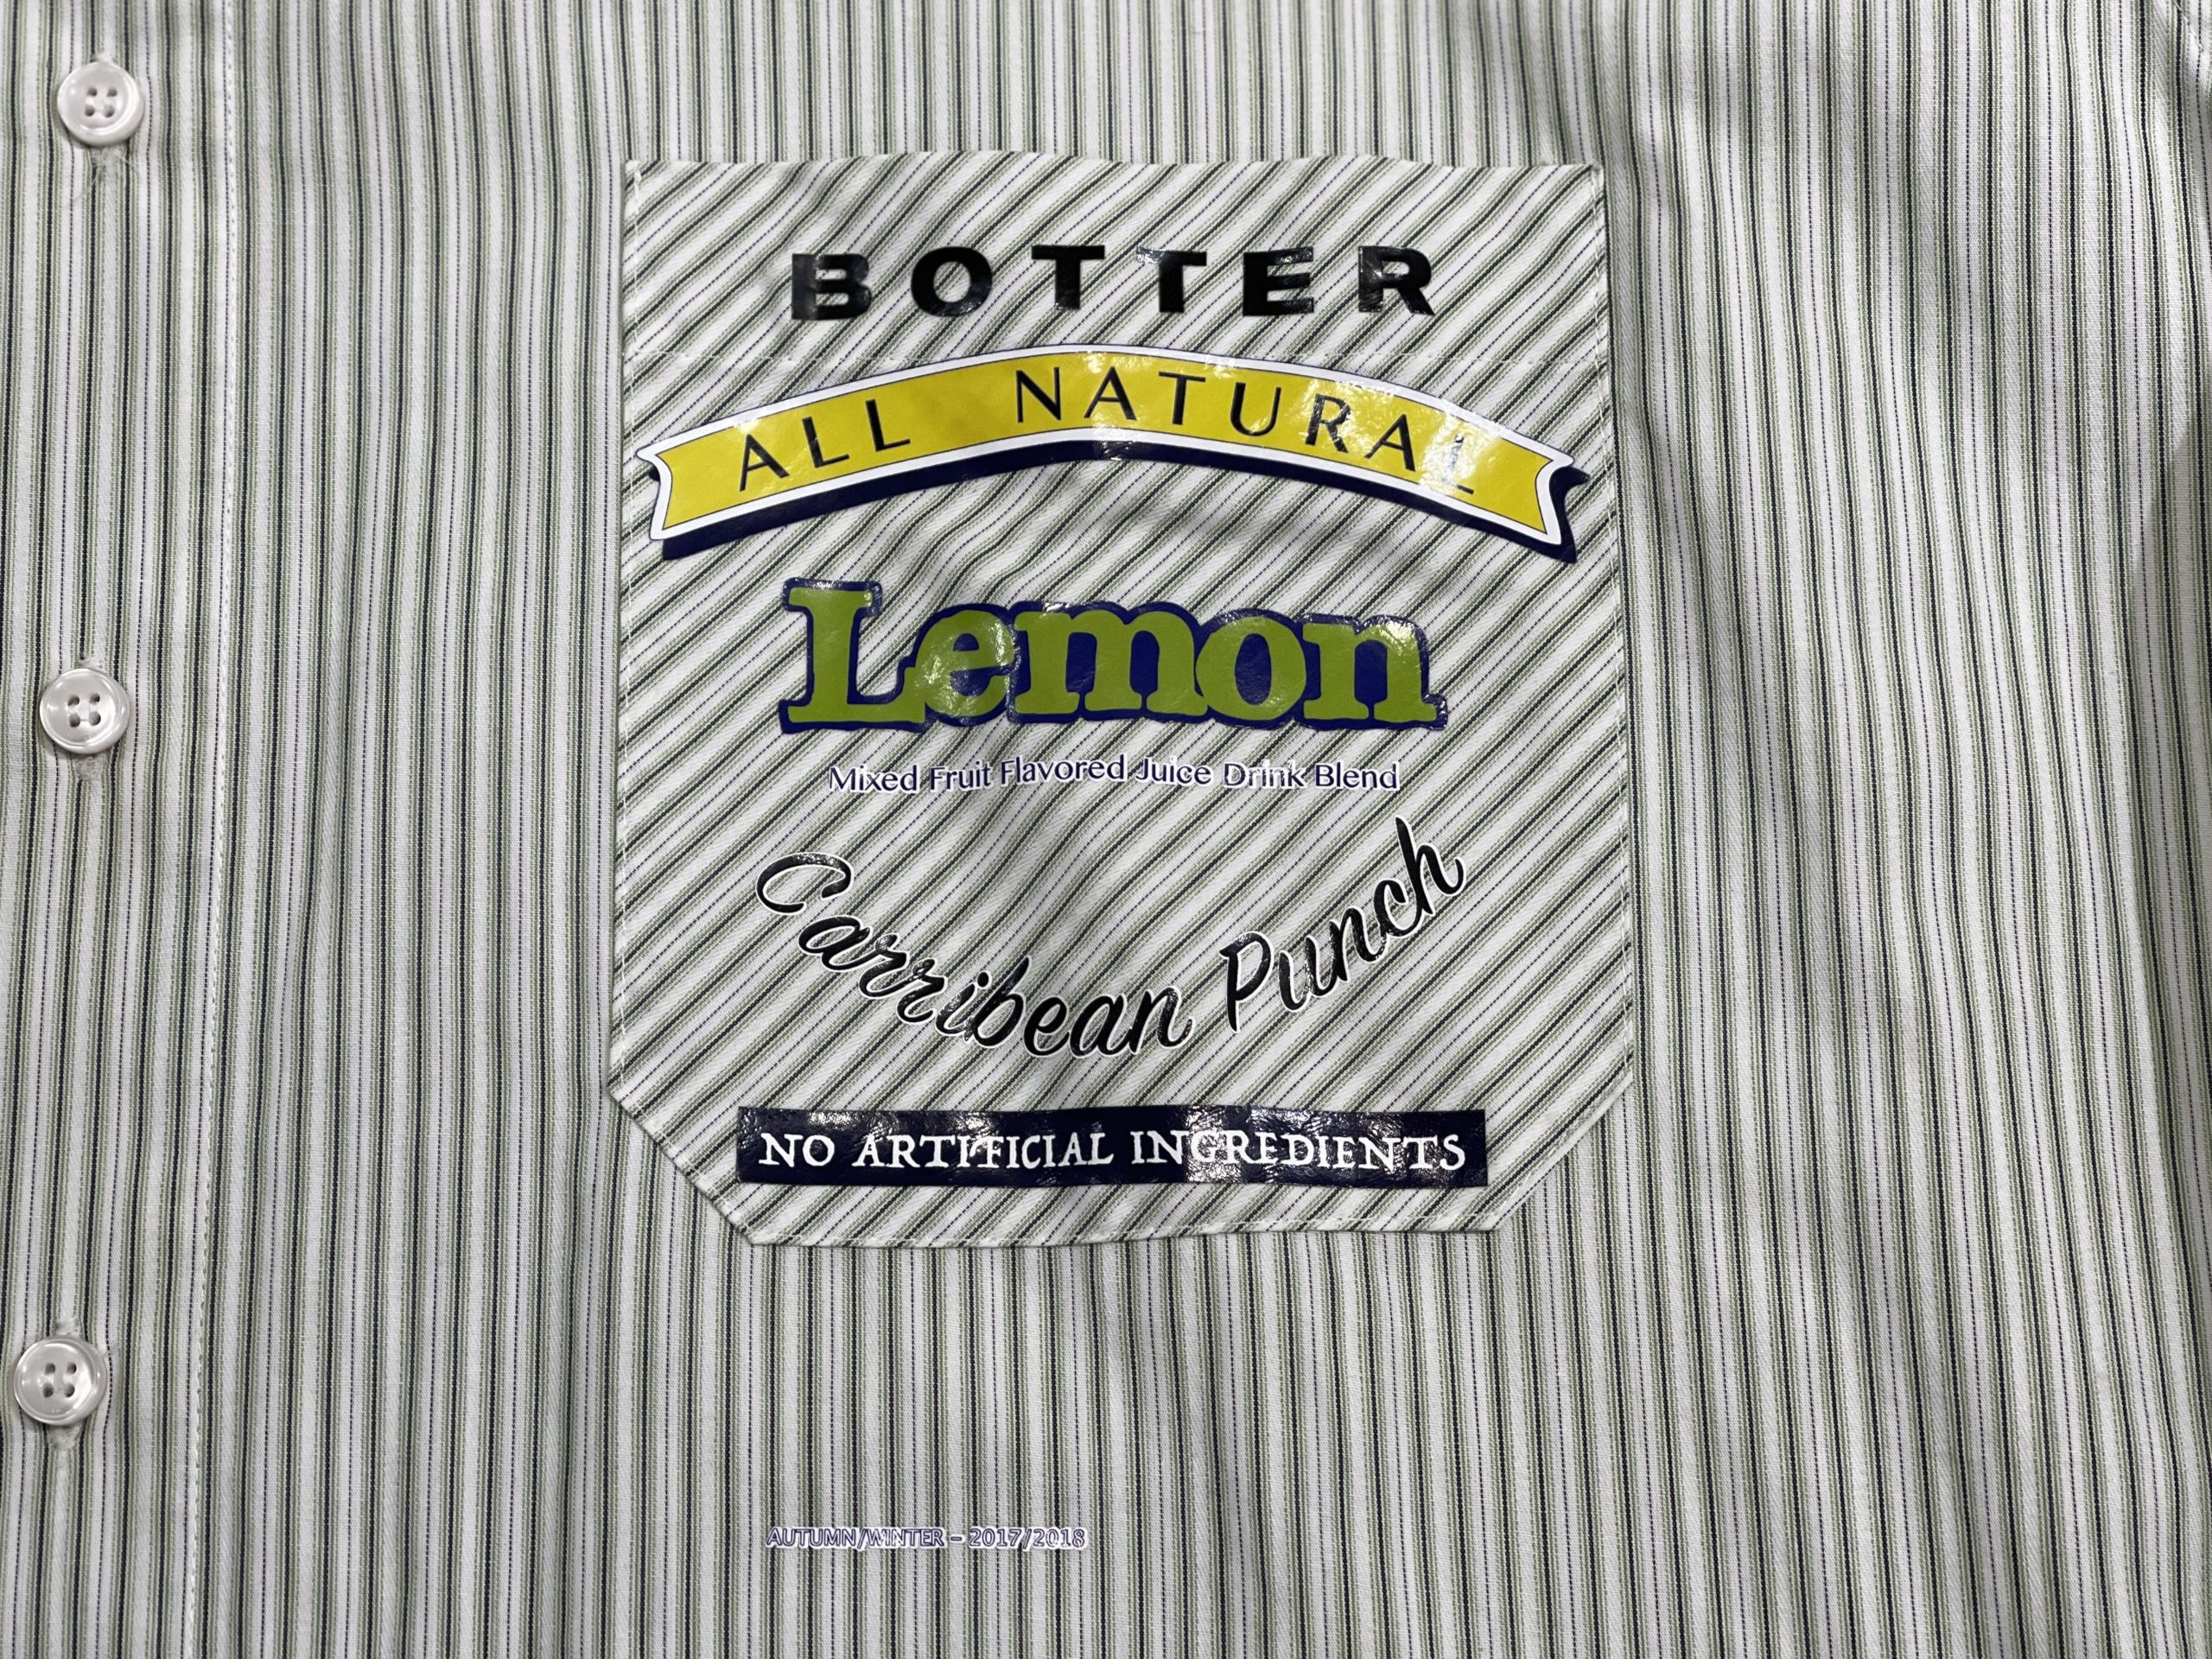 BOTTER
ALL NATURAL
Lemon
Mixed Fruit Flavored Juice Drink Blend
Carribean Punch
NO ARTIFICIAL INGREDIENTS
AUTUMN/WINTER – 2017/2018